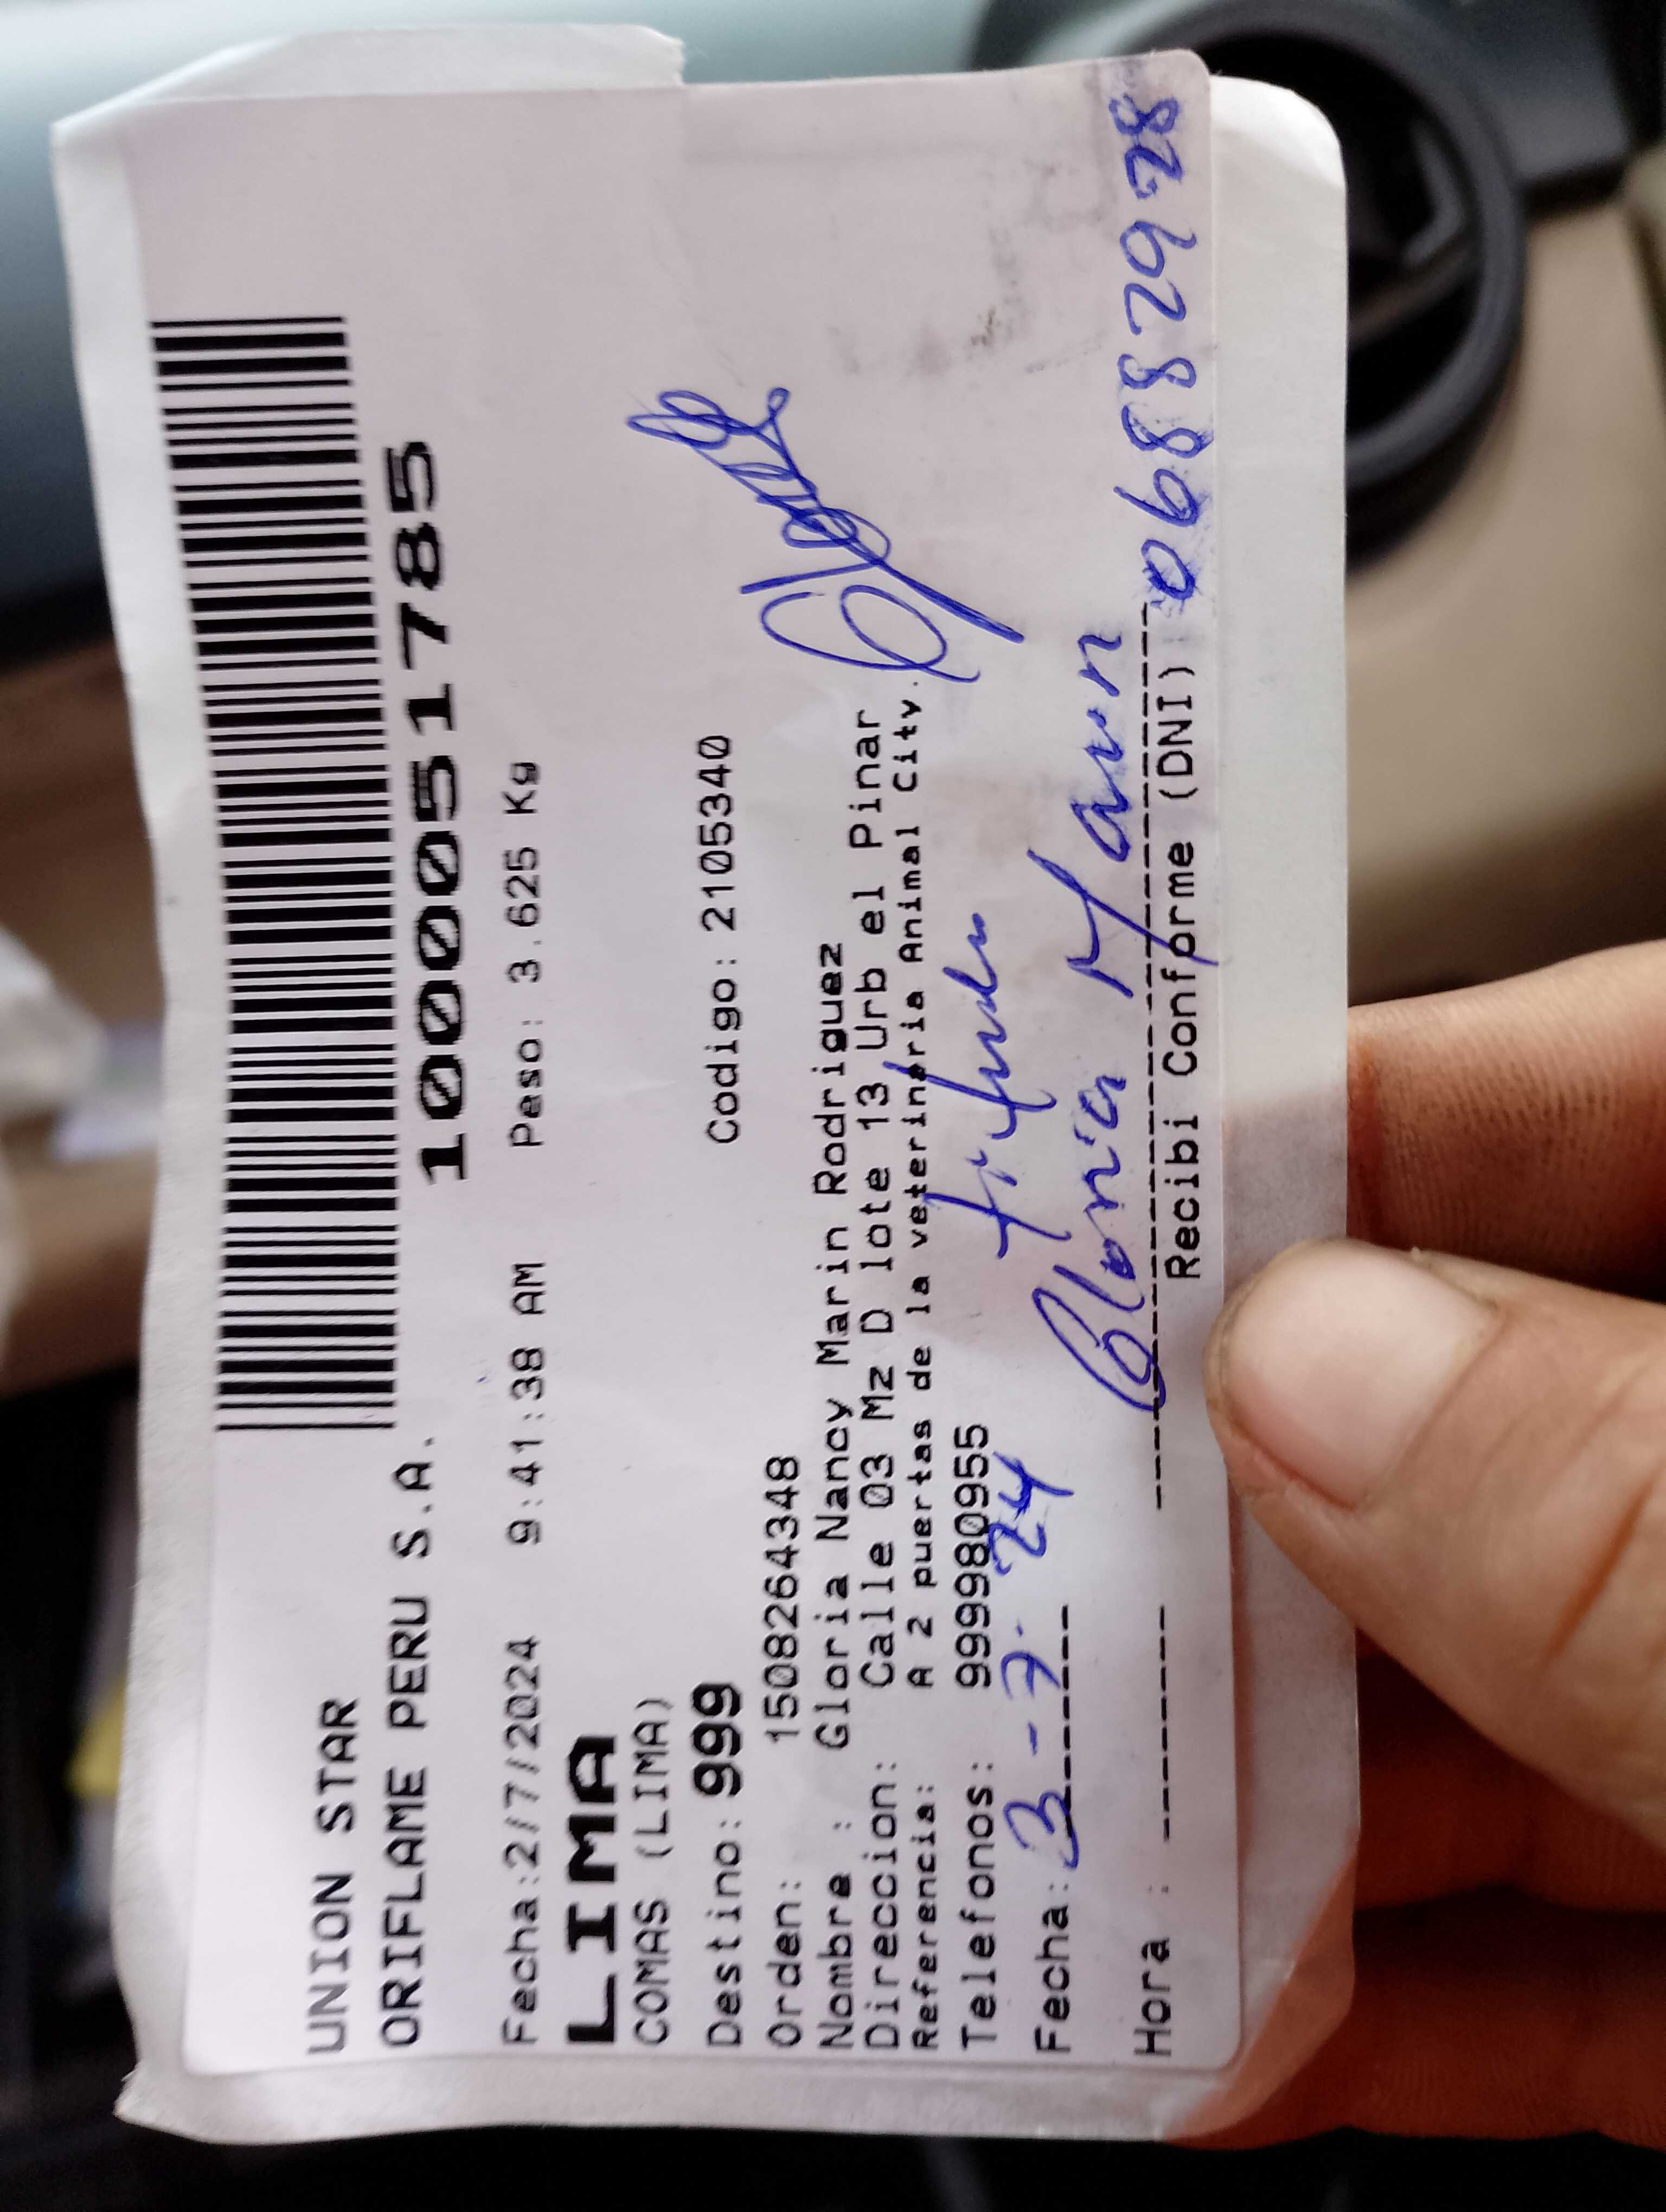 UNION STAR
ORIFLAME PERU S.A.
1000051785
Fecha:2/7/2024 9:41:38 AM Peso: 3.625 Kg
LIMA
COMAS (LIMA)
Destino: 999 Codigo: 2105340
Orden: 1508264348
Nombre : Gloria Nancy Marin Rodriguez
Direccion: Calle 03 Mz D lote 13 Urb el Pinar
Referencia: A 2 puertas de la veterinaria Animal City.
Telefonos: 999980955
Titular
Fecha: 3-7-24
Gloria Marin
Hora : Recibi Conforme (DNI) 06882928